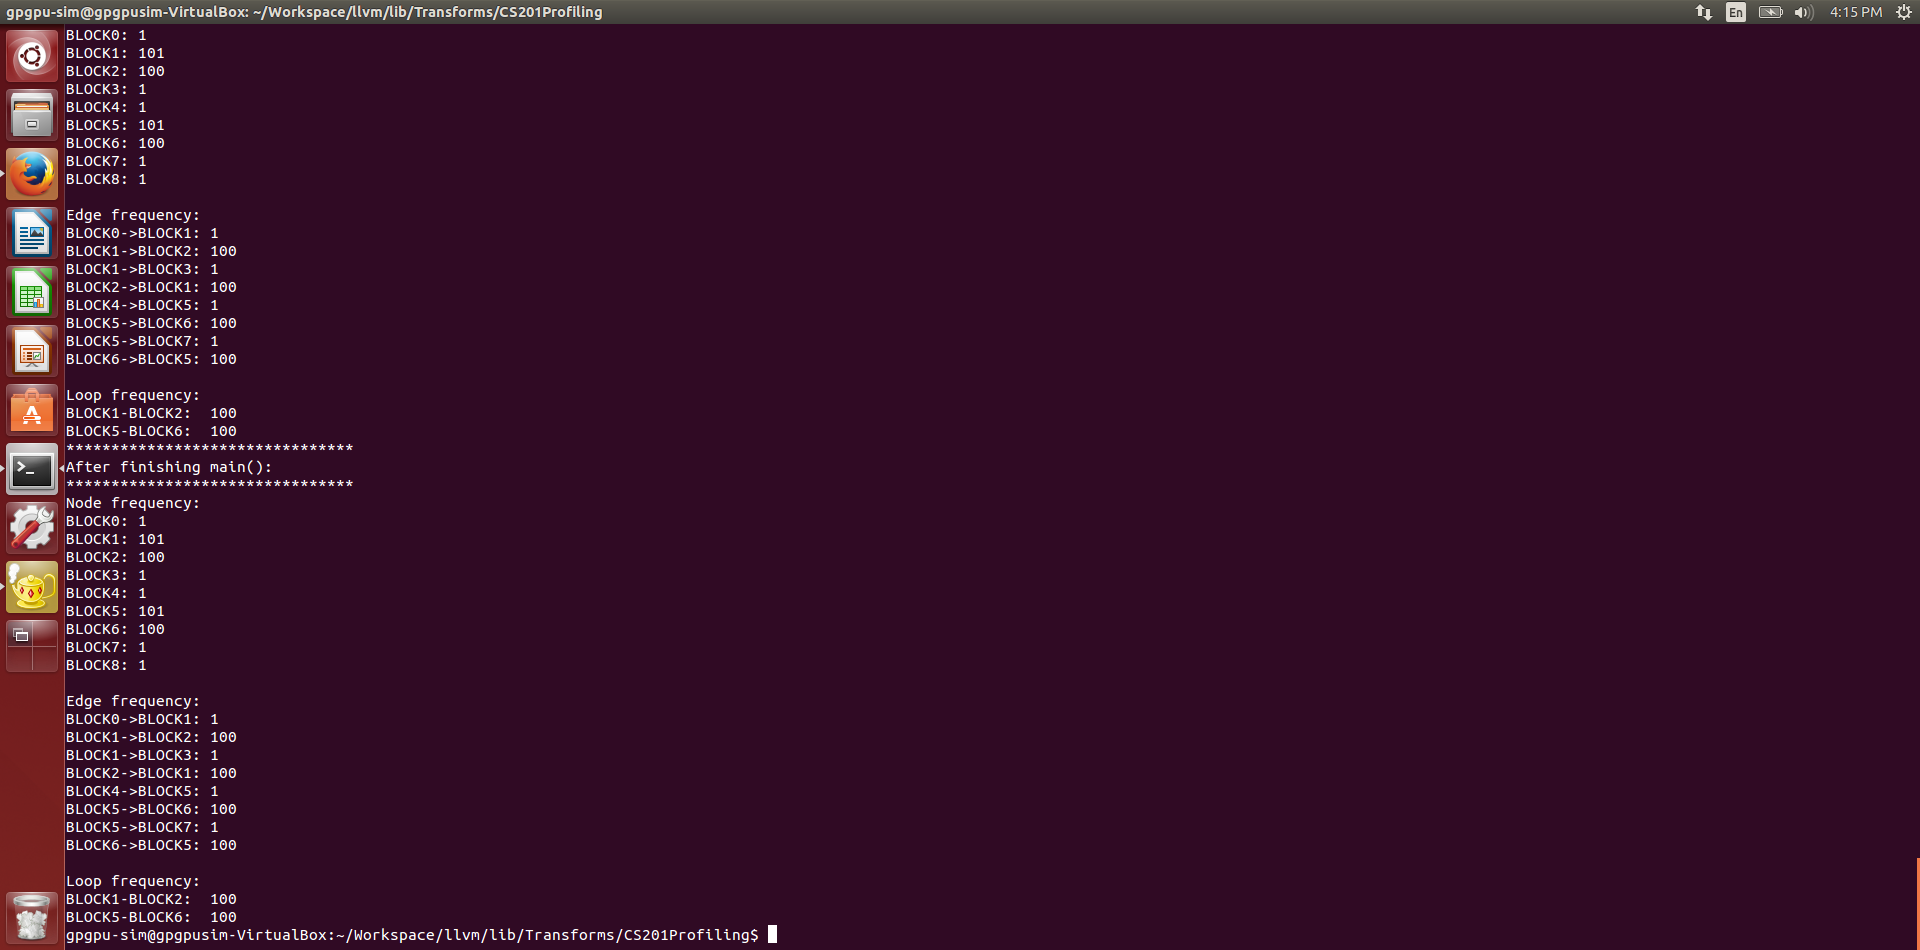 gpgpu-sim@gpgpusim-VirtualBox: ~/Workspace/llvm/lib/Transforms/CS201Profiling
En
4:15 PM
BLOCK0: 1
BLOCK1: 101
BLOCK2: 100
BLOCK3: 1
BLOCK4: 1
BLOCK5: 101
BLOCK6: 100
BLOCK7: 1
BLOCK8: 1

Edge frequency:
BLOCK0->BLOCK1: 1
BLOCK1->BLOCK2: 100
BLOCK1->BLOCK3: 1
BLOCK2->BLOCK1: 100
BLOCK4->BLOCK5: 1
BLOCK5->BLOCK6: 100
BLOCK5->BLOCK7: 1
BLOCK6->BLOCK5: 100

Loop frequency:
BLOCK1-BLOCK2:  100
BLOCK5-BLOCK6:  100
********************************
After finishing main():
********************************
Node frequency:
BLOCK0: 1
BLOCK1: 101
BLOCK2: 100
BLOCK3: 1
BLOCK4: 1
BLOCK5: 101
BLOCK6: 100
BLOCK7: 1
BLOCK8: 1

Edge frequency:
BLOCK0->BLOCK1: 1
BLOCK1->BLOCK2: 100
BLOCK1->BLOCK3: 1
BLOCK2->BLOCK1: 100
BLOCK4->BLOCK5: 1
BLOCK5->BLOCK6: 100
BLOCK5->BLOCK7: 1
BLOCK6->BLOCK5: 100

Loop frequency:
BLOCK1-BLOCK2:  100
BLOCK5-BLOCK6:  100
gpgpu-sim@gpgpusim-VirtualBox:~/Workspace/llvm/lib/Transforms/CS201Profiling$